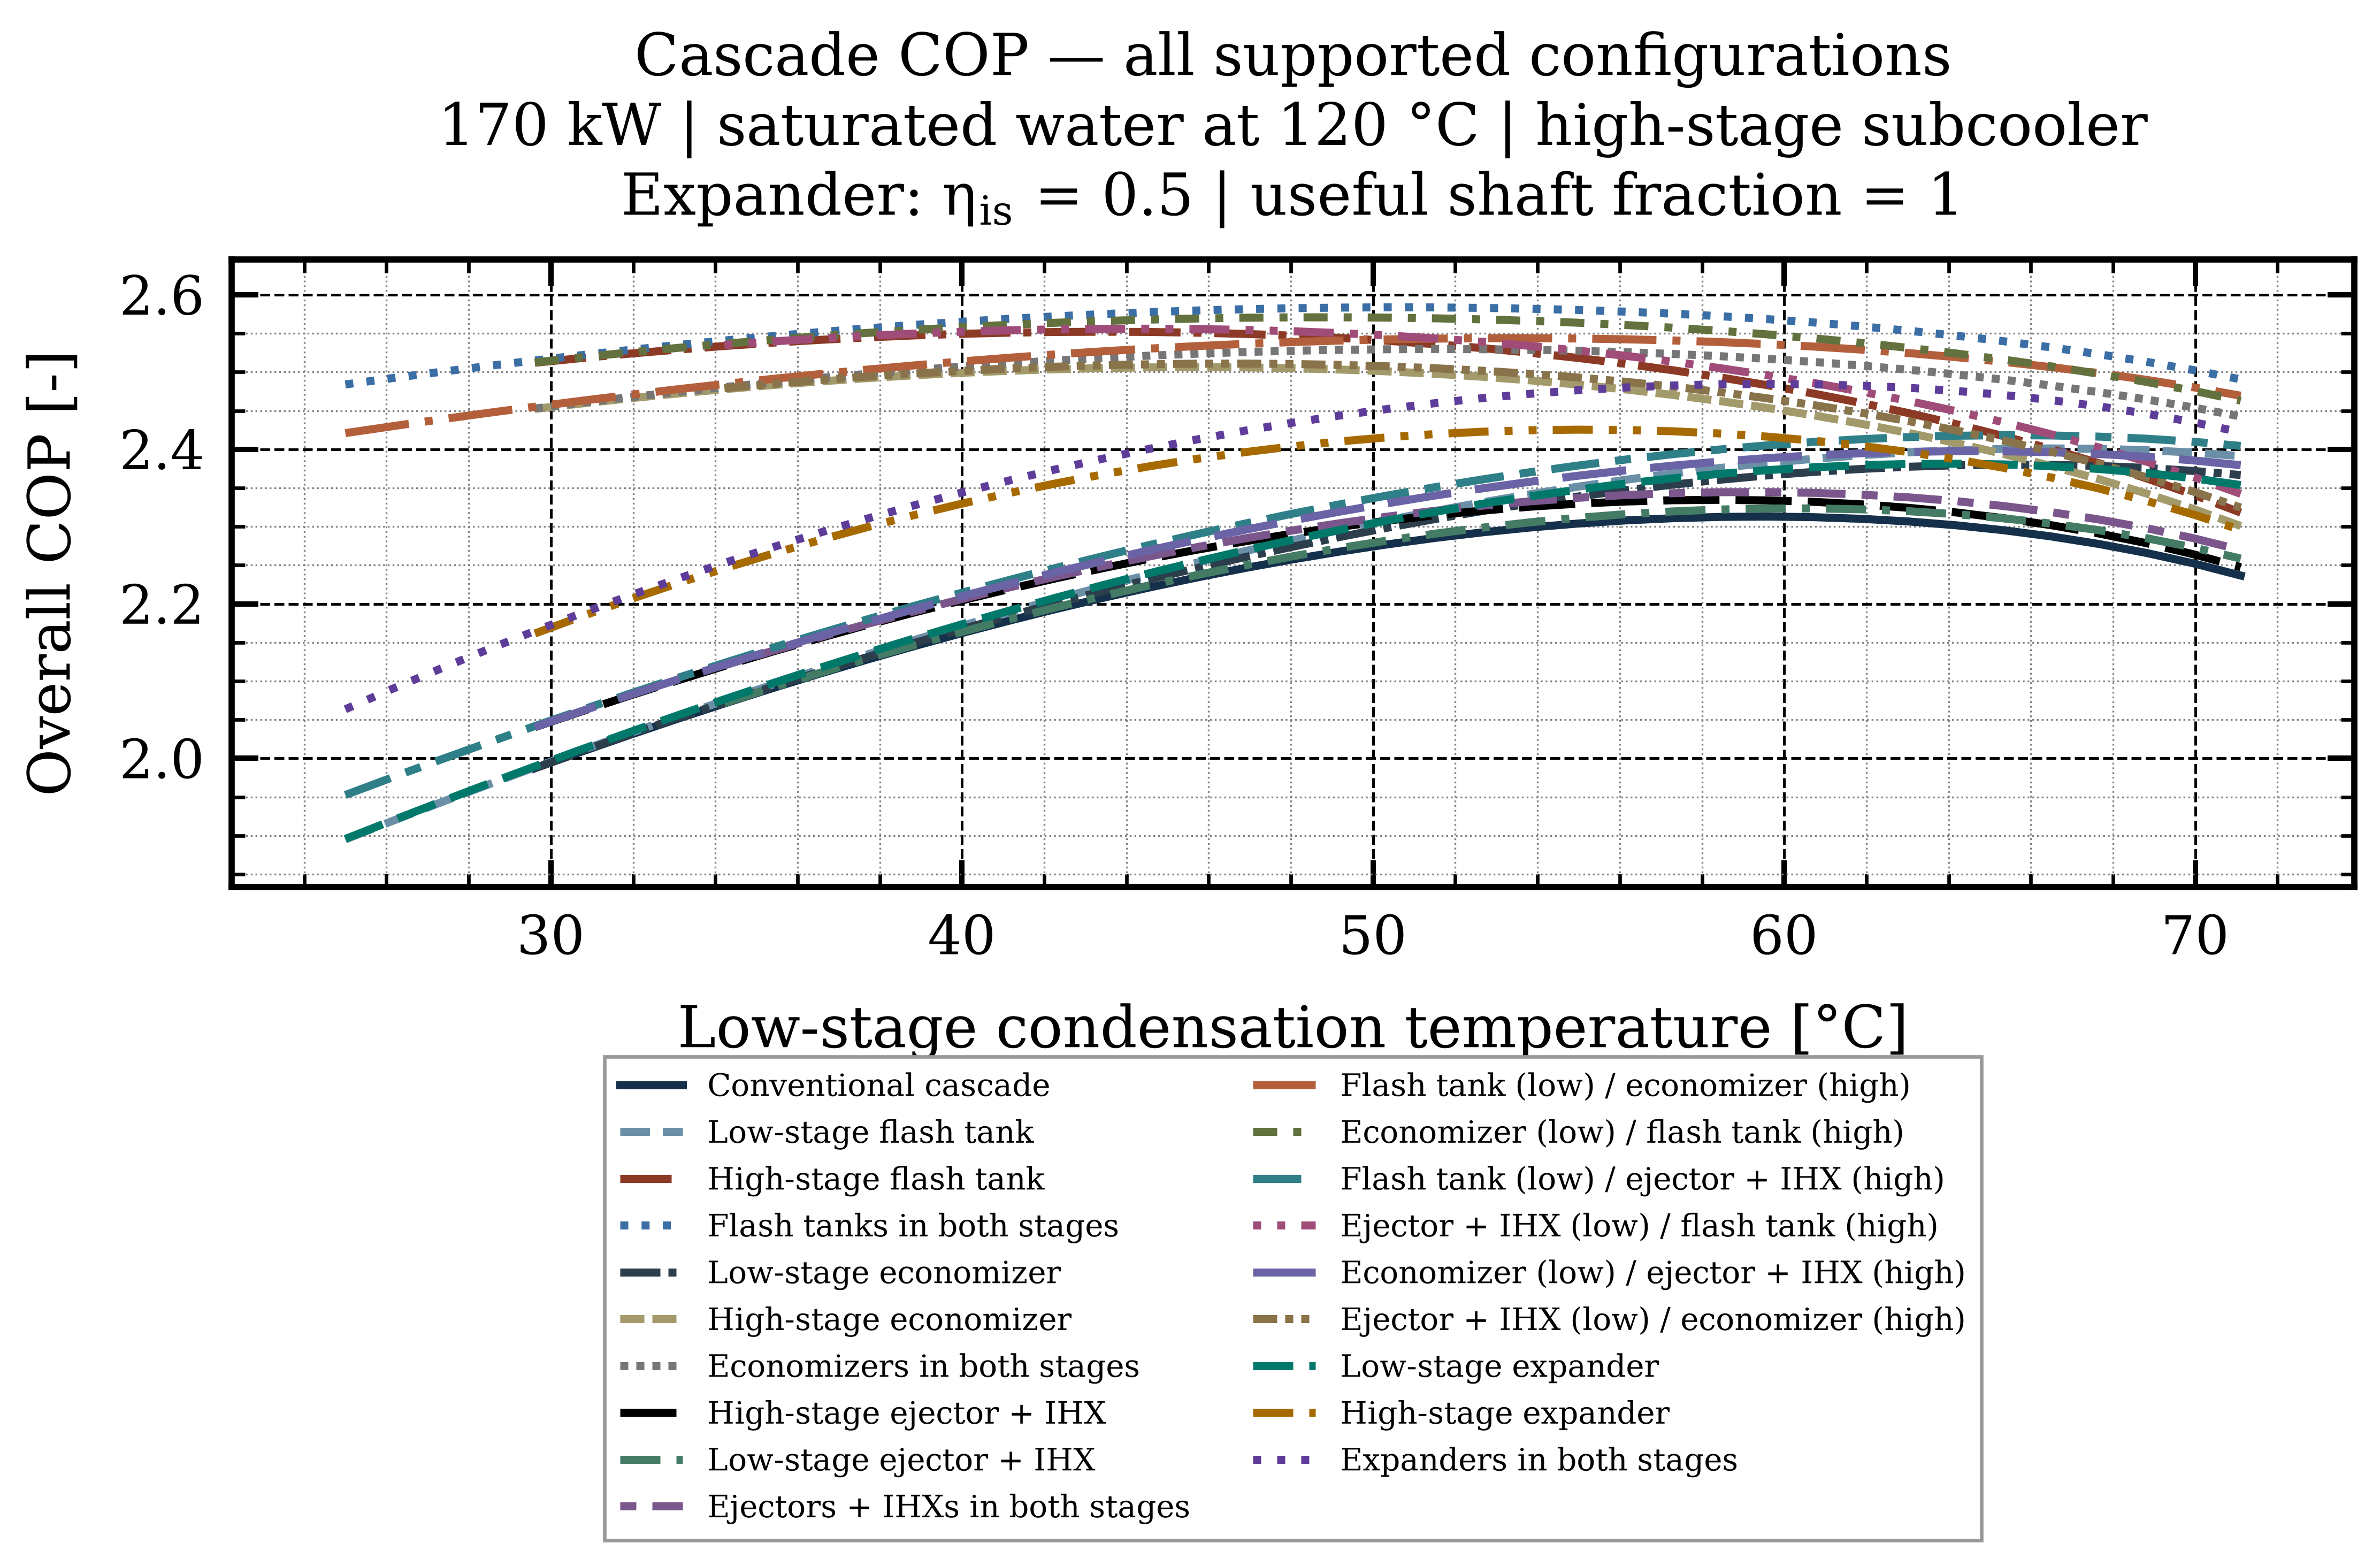 Cascade COP — all supported configurations
170 kW | saturated water at 120 °C | high-stage subcooler
Expander: ηis = 0.5 | useful shaft fraction = 1
Overall COP [-]
2.6
2.4
2.2
2.0
30 40 50 60 70
Low-stage condensation temperature [°C]
Conventional cascade
Low-stage flash tank
High-stage flash tank
Flash tanks in both stages
Low-stage economizer
High-stage economizer
Economizers in both stages
High-stage ejector + IHX
Low-stage ejector + IHX
Ejectors + IHXs in both stages
Flash tank (low) / economizer (high)
Economizer (low) / flash tank (high)
Flash tank (low) / ejector + IHX (high)
Ejector + IHX (low) / flash tank (high)
Economizer (low) / ejector + IHX (high)
Ejector + IHX (low) / economizer (high)
Low-stage expander
High-stage expander
Expanders in both stages